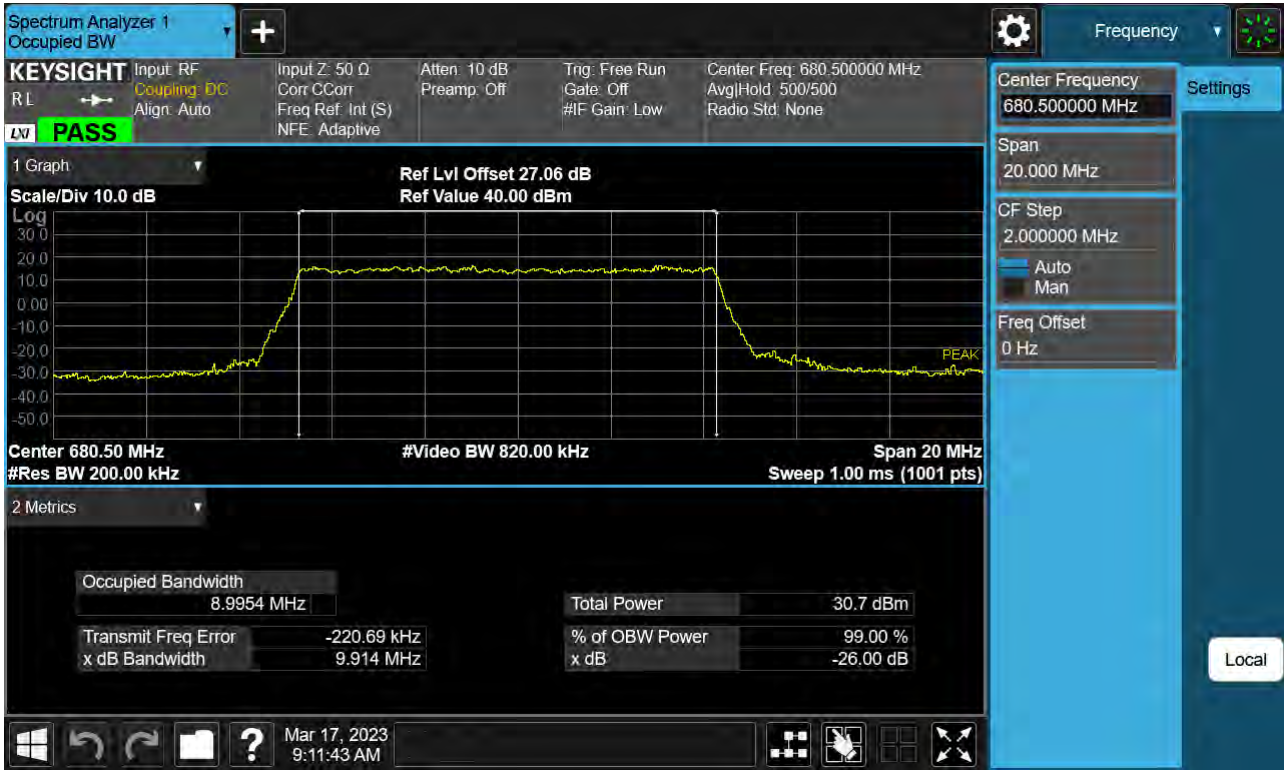 Spectrum Analyzer 1
Occupied BW
Frequency
KEYSIGHT
RL
LXI PASS
Input: RF
Coupling: DC
Align: Auto
Input Z: 50 Ω
Corr CCorr
Freq Ref: Int (S)
NFE: Adaptive
Atten: 10 dB
Preamp: Off
Trig: Free Run
Gate: Off
#IF Gain: Low
Center Freq: 680.500000 MHz
Avg|Hold: 500/500
Radio Std: None
Center Frequency
680.500000 MHz
Settings
Span
20.000 MHz
CF Step
2.000000 MHz
Auto
Man
Freq Offset
0 Hz
Local
1 Graph
Scale/Div 10.0 dB
Ref Lvl Offset 27.06 dB
Ref Value 40.00 dBm
Log
30.0
20.0
10.0
0.00
-10.0
-20.0
-30.0
-40.0
-50.0
PEAK
Center 680.50 MHz
#Video BW 820.00 kHz
Span 20 MHz
#Res BW 200.00 kHz
Sweep 1.00 ms (1001 pts)
2 Metrics
Occupied Bandwidth
8.9954 MHz
Total Power 30.7 dBm
Transmit Freq Error -220.69 kHz
% of OBW Power 99.00 %
x dB Bandwidth 9.914 MHz
x dB -26.00 dB
?
Mar 17, 2023
9:11:43 AM